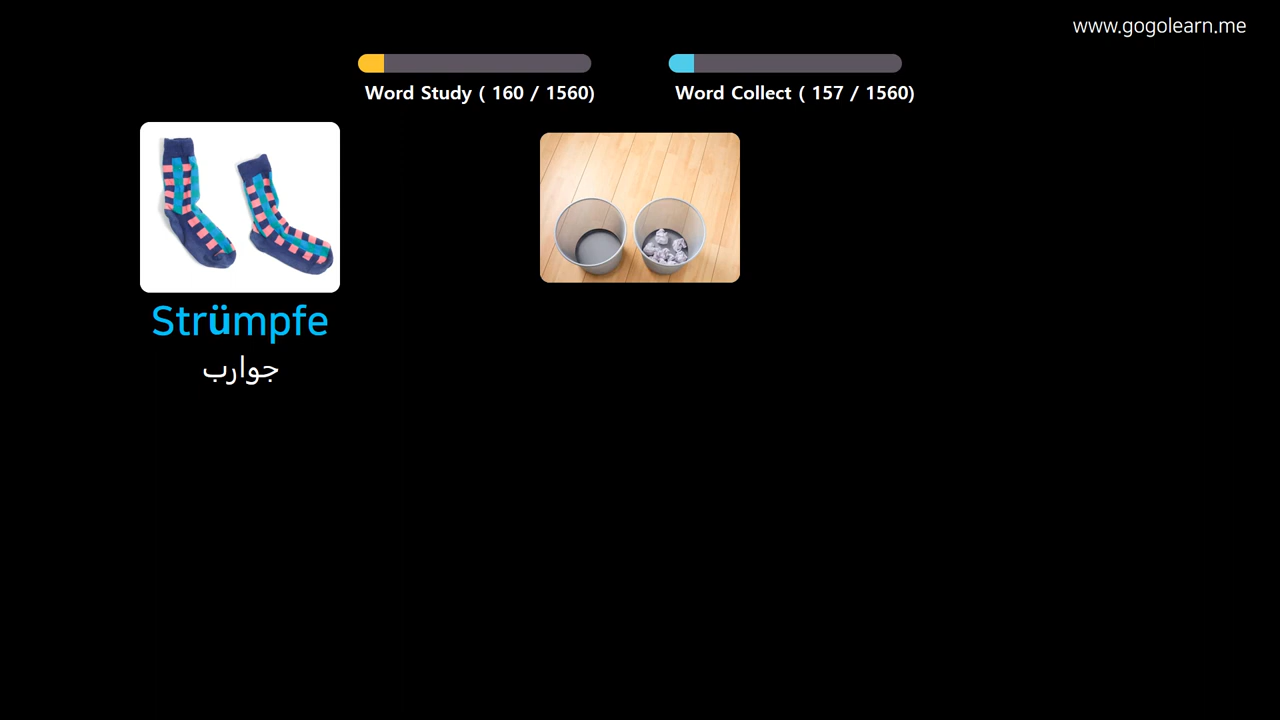 www.gogolearn.me
Word Study ( 160 / 1560)
Word Collect ( 157 / 1560)
Strümpfe
جوارب